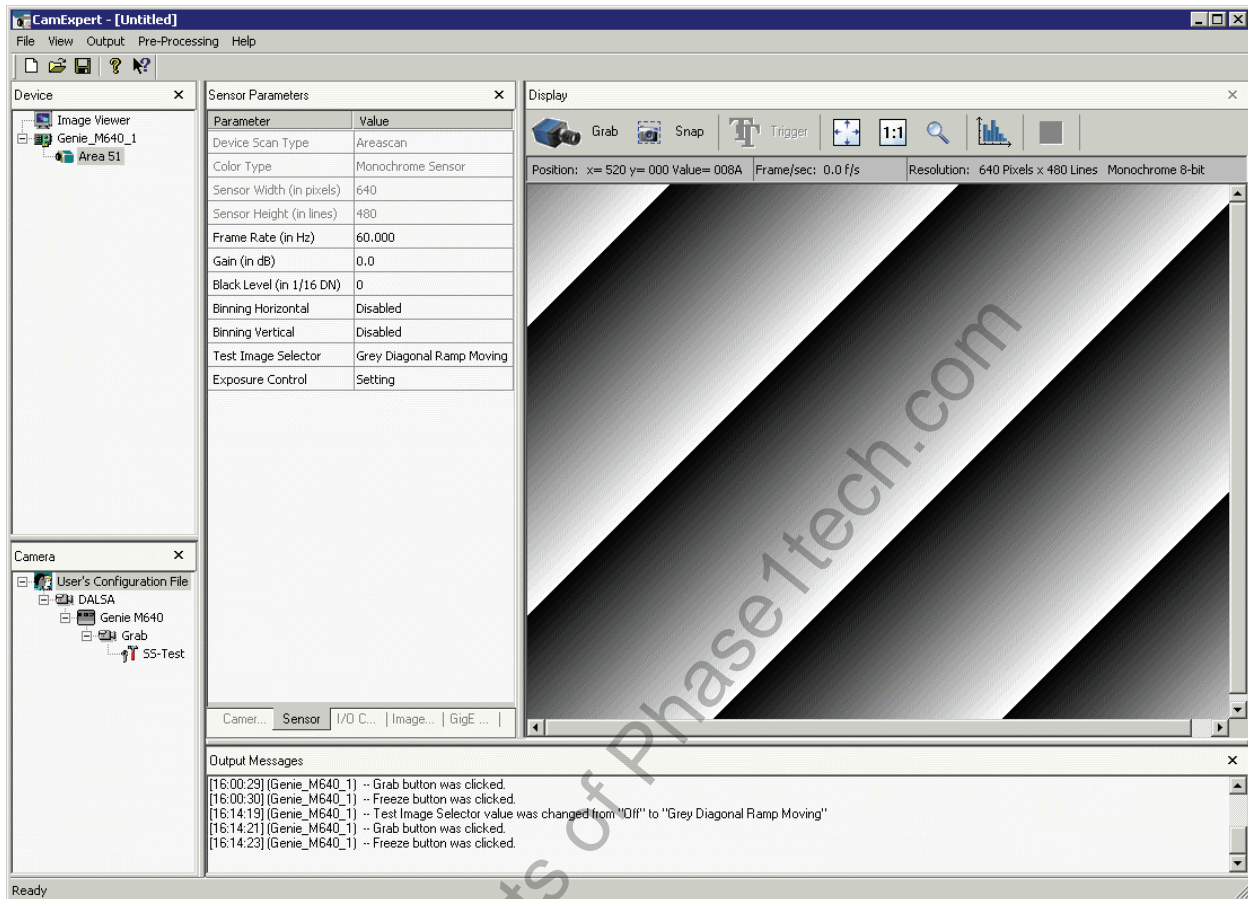 CamExpert - [Untitled]
File View Output Pre-Processing Help
Device
Image Viewer
Genie_M640_1
Area 51
Sensor Parameters
Parameter Value
Device Scan Type Areascan
Color Type Monochrome Sensor
Sensor Width (in pixels) 640
Sensor Height (in lines) 480
Frame Rate (in Hz) 60.000
Gain (in dB) 0.0
Black Level (in 1/16 DN) 0
Binning Horizontal Disabled
Binning Vertical Disabled
Test Image Selector Grey Diagonal Ramp Moving
Exposure Control Setting
Camer... Sensor I/O C... Image... GigE ...
Display
Grab Snap Trigger 1:1
Position: x= 520 y= 000 Value= 008A Frame/sec: 0.0 f/s Resolution: 640 Pixels x 480 Lines Monochrome 8-bit
Camera
User's Configuration File
DALSA
Genie M640
Grab
SS-Test
Output Messages
[16:00:29] (Genie_M640_1) -- Grab button was clicked.
[16:00:30] (Genie_M640_1) -- Freeze button was clicked.
[16:14:19] (Genie_M640_1) -- Test Image Selector value was changed from "Off" to "Grey Diagonal Ramp Moving"
[16:14:21] (Genie_M640_1) -- Grab button was clicked.
[16:14:23] (Genie_M640_1) -- Freeze button was clicked.
Ready
ts of Phase1tech.com